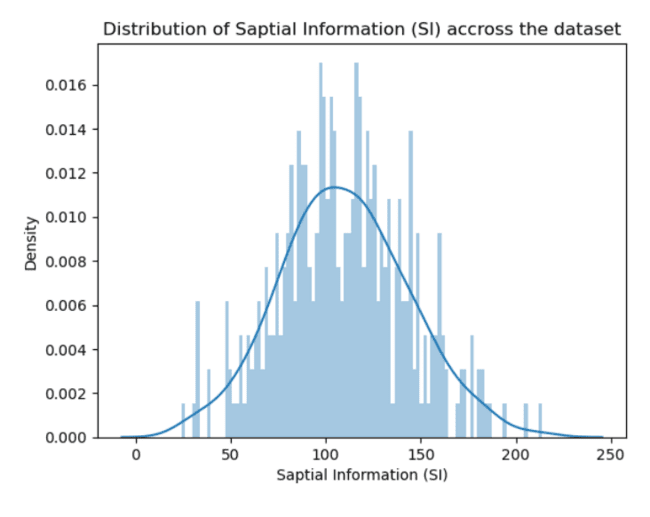 Distribution of Saptial Information (SI) accross the dataset
0.016
0.014
0.012
0.010
0.008
0.006
0.004
0.002
0.000
Density
0 50 100 150 200 250
Saptial Information (SI)